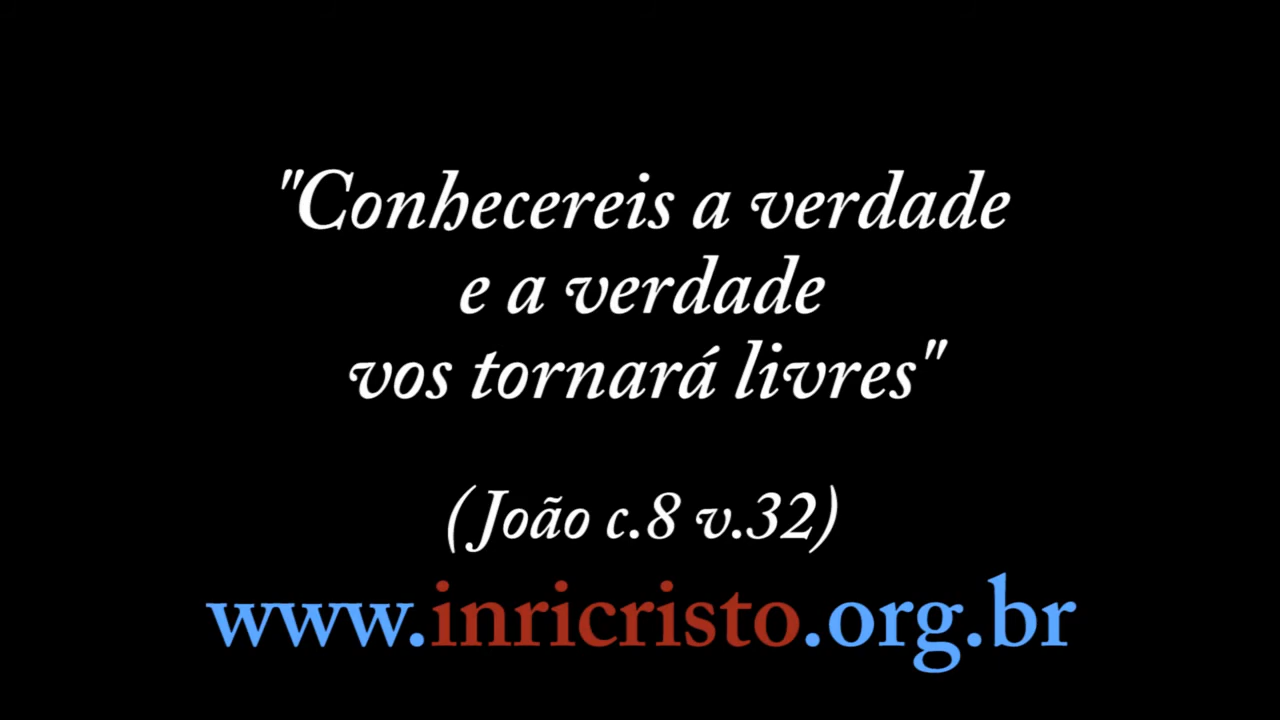 "Conhecereis a verdade
e a verdade
vos tornará livres"
(João c.8 v.32)
www.inricristo.org.br